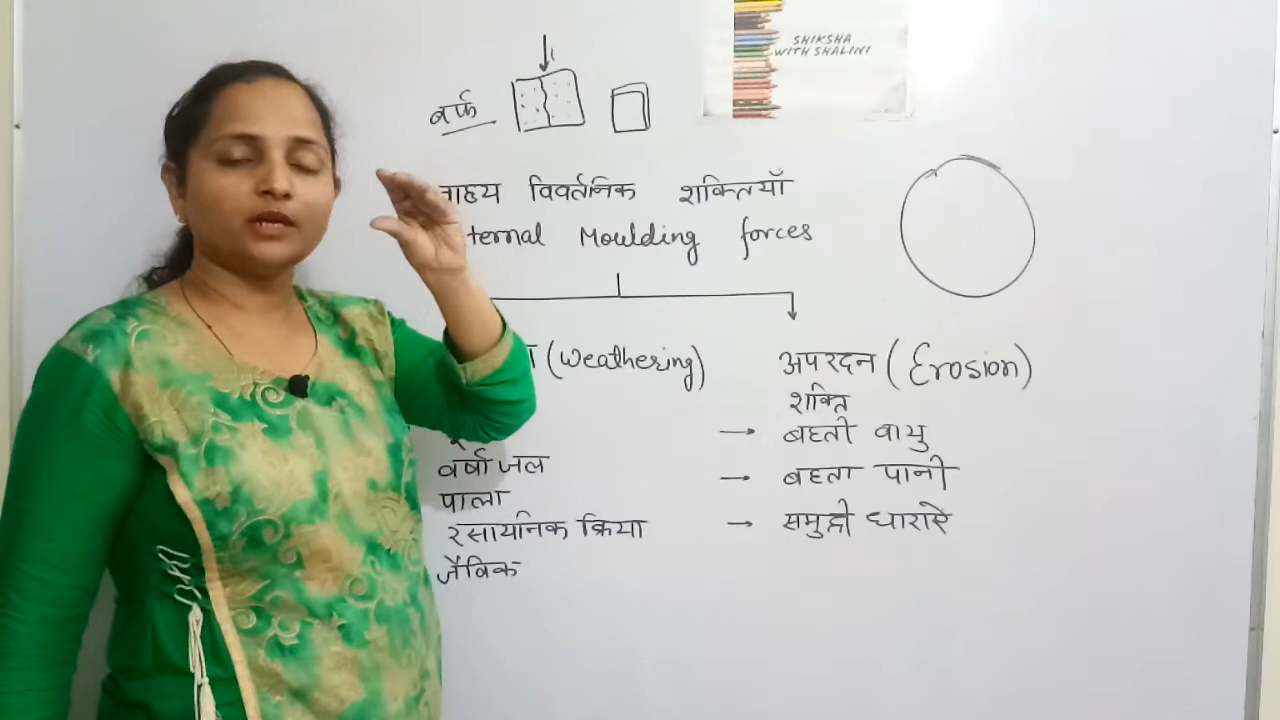 SHIKSHA
WITH SHALINI
बर्फ
बाह्य विवर्तनिक शक्तियाँ
ternal Moulding forces
(Weathering)
अपरदन (Erosion)
शक्ति
→ बहती वायु
वर्षा जल
→ बहता पानी
पाला
रसायनिक क्रिया
→ समुद्री धाराऐ
जैविक